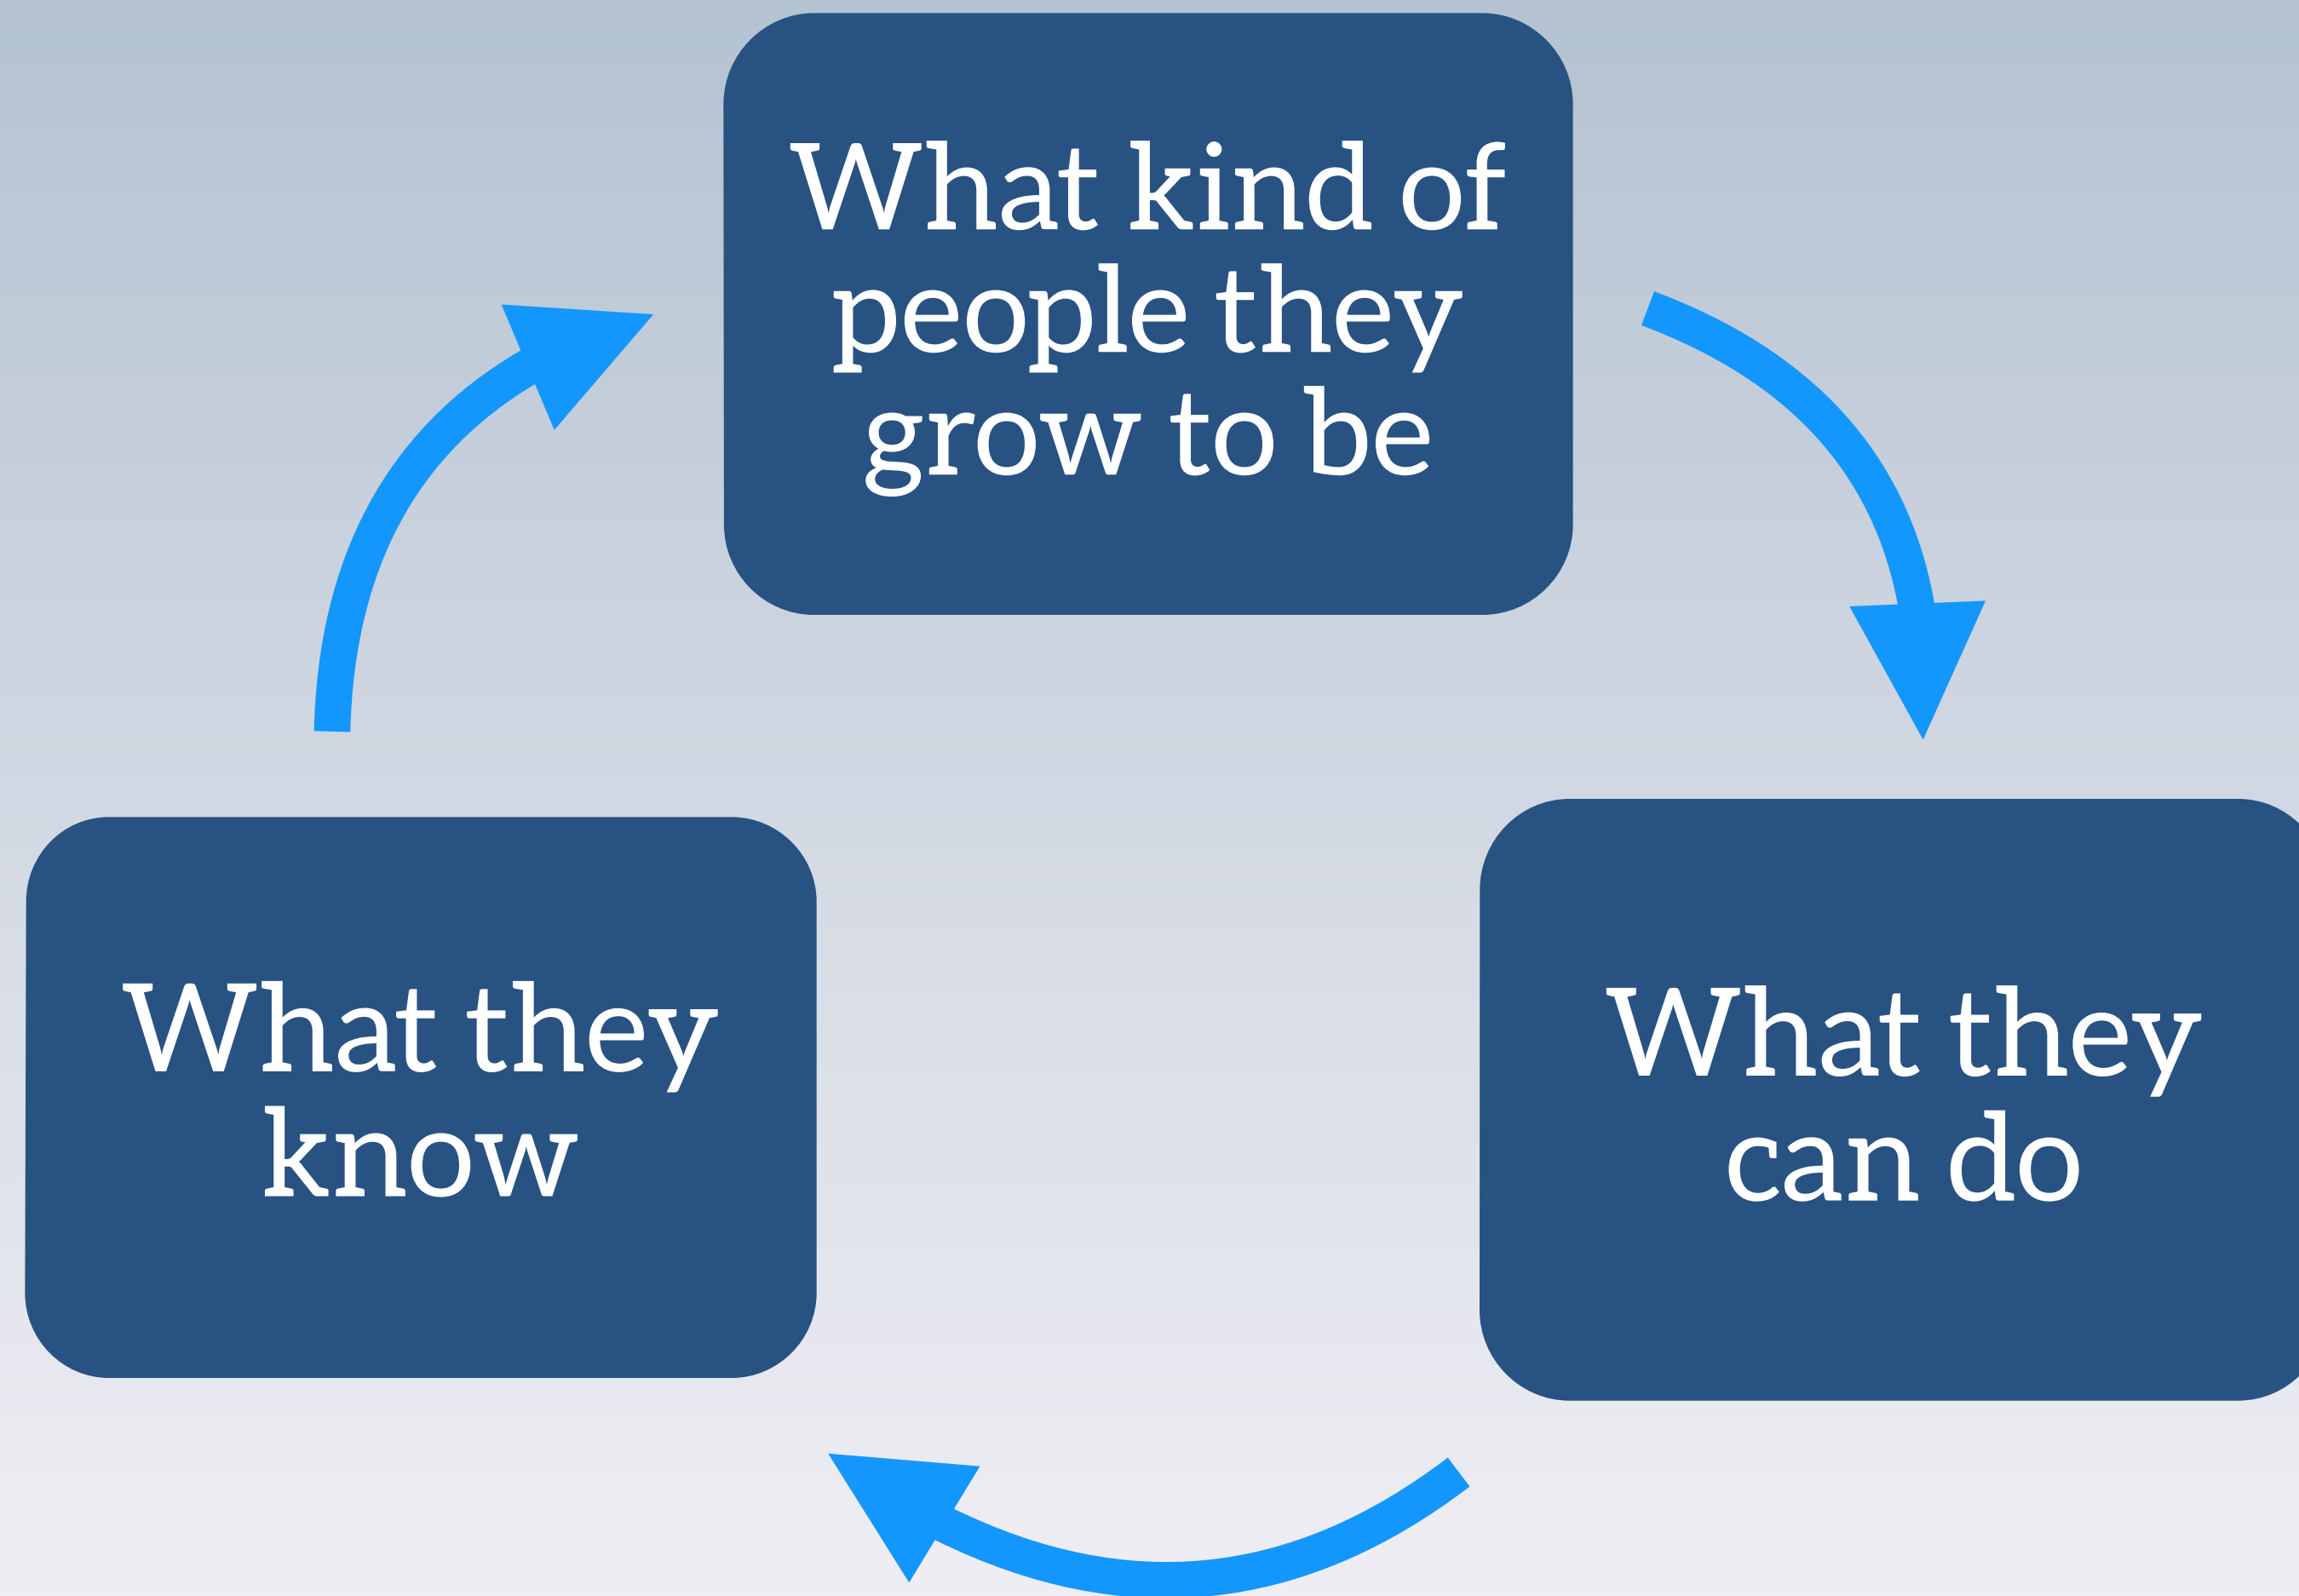 What kind of
people they
grow to be
What they
know
What they
can do